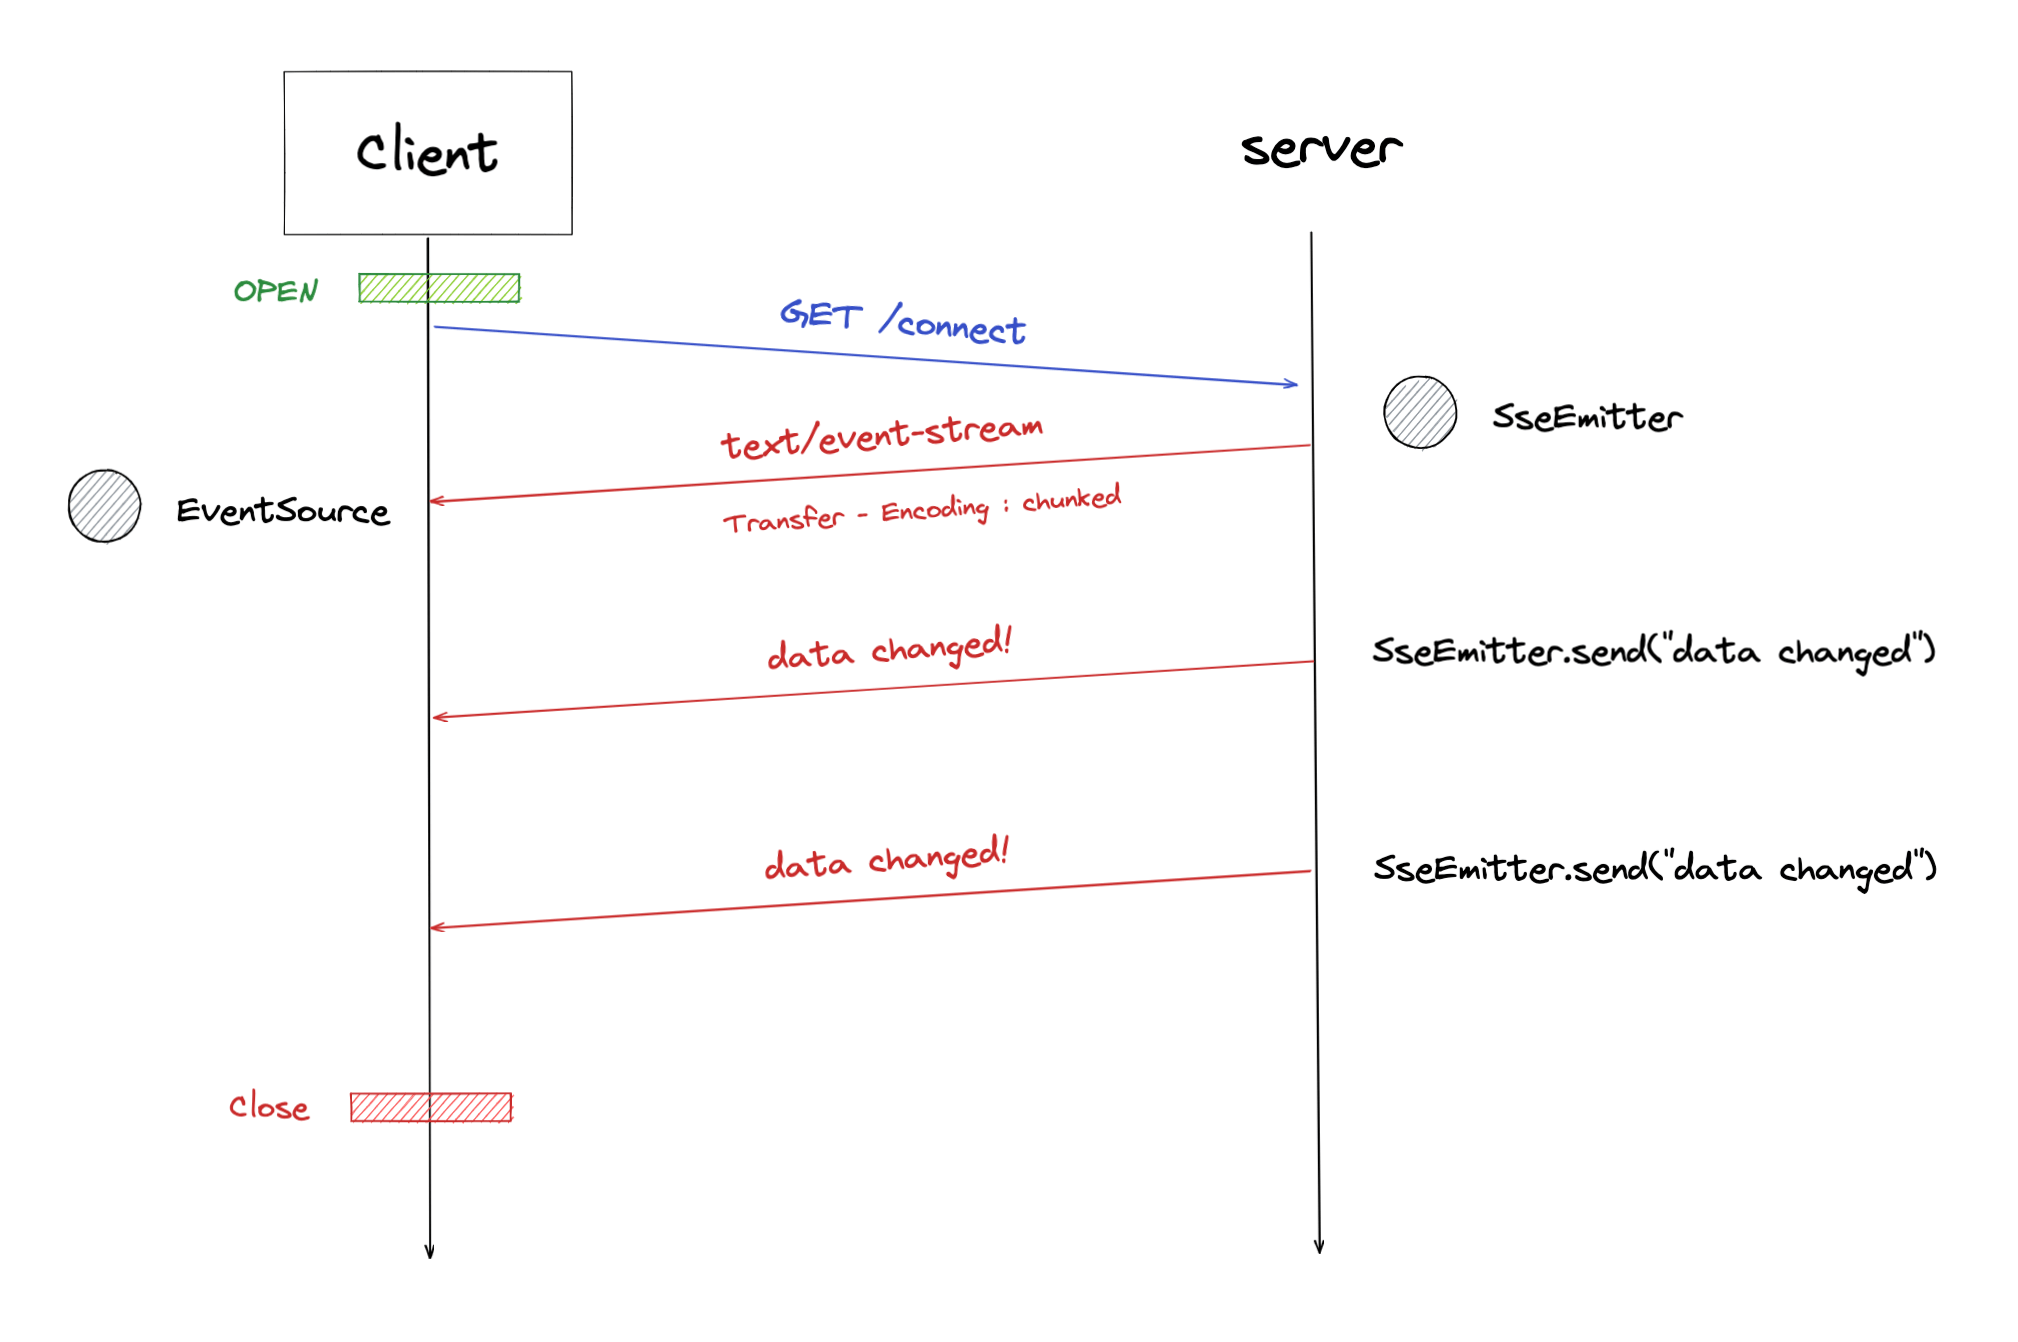 Client
server
OPEN
GET /connect
SseEmitter
text/event-stream
EventSource
Transfer - Encoding : chunked
data changed!
SseEmitter.send("data changed")
data changed!
SseEmitter.send("data changed")
Close